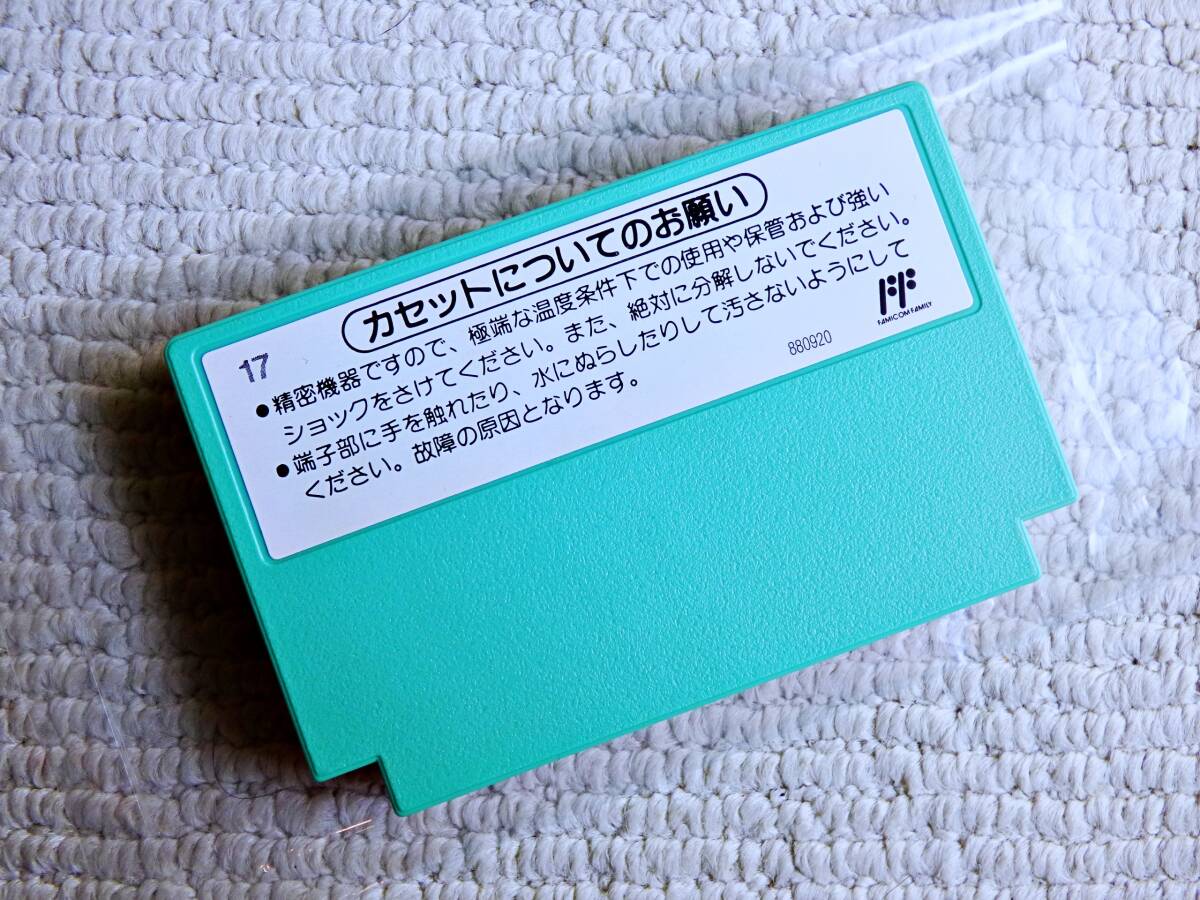 カセットについてのお願い
17
●精密機器ですので、極端な温度条件下での使用や保管および強い
ショックをさけてください。また、絶対に分解しないでください。
●端子部に手を触れたり、水にぬらしたりして汚さないようにして
ください。故障の原因となります。
FAMICOM FAMILY
880920